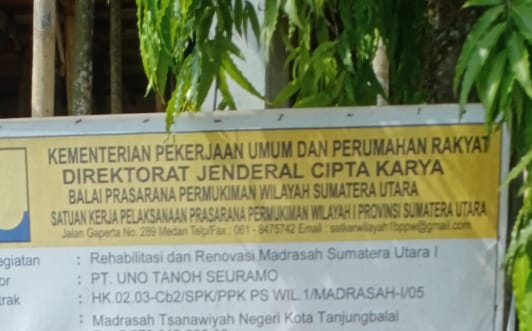 KEMENTERIAN PEKERJAAN UMUM DAN PERUMAHAN RAKYAT
DIREKTORAT JENDERAL CIPTA KARYA
BALAI PRASARANA PERMUKIMAN WILAYAH SUMATERA UTARA
SATUAN KERJA PELAKSANAAN PRASARANA PERMUKIMAN WILAYAH I PROVINSI SUMATERA UTARA
Jalan Gaperta No. 289 Medan Telp/Fax : 061 - 8475742 Email : satkerwilayah1bppw@gmail.com
egiatan : Rehabilitasi dan Renovasi Madrasah Sumatera Utara I
or : PT. UNO TANOH SEURAMO
trak : HK.02.03-Cb2/SPK/PPK PS WIL.1/MADRASAH-I/05
: Madrasah Tsanawiyah Negeri Kota Tanjungbalai